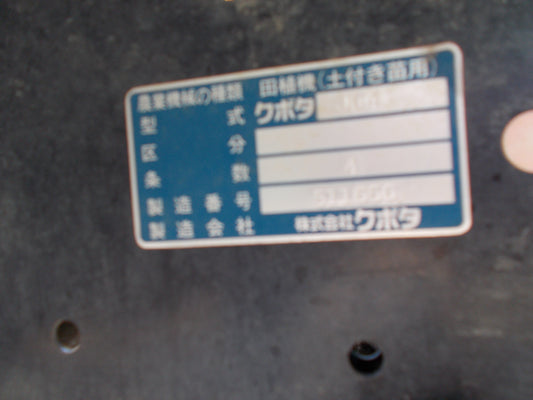 農業機械の種類 田植機(土付き苗用)
型式 クボタ
区分
条数 4
製造番号
製造会社 株式会社クボタ